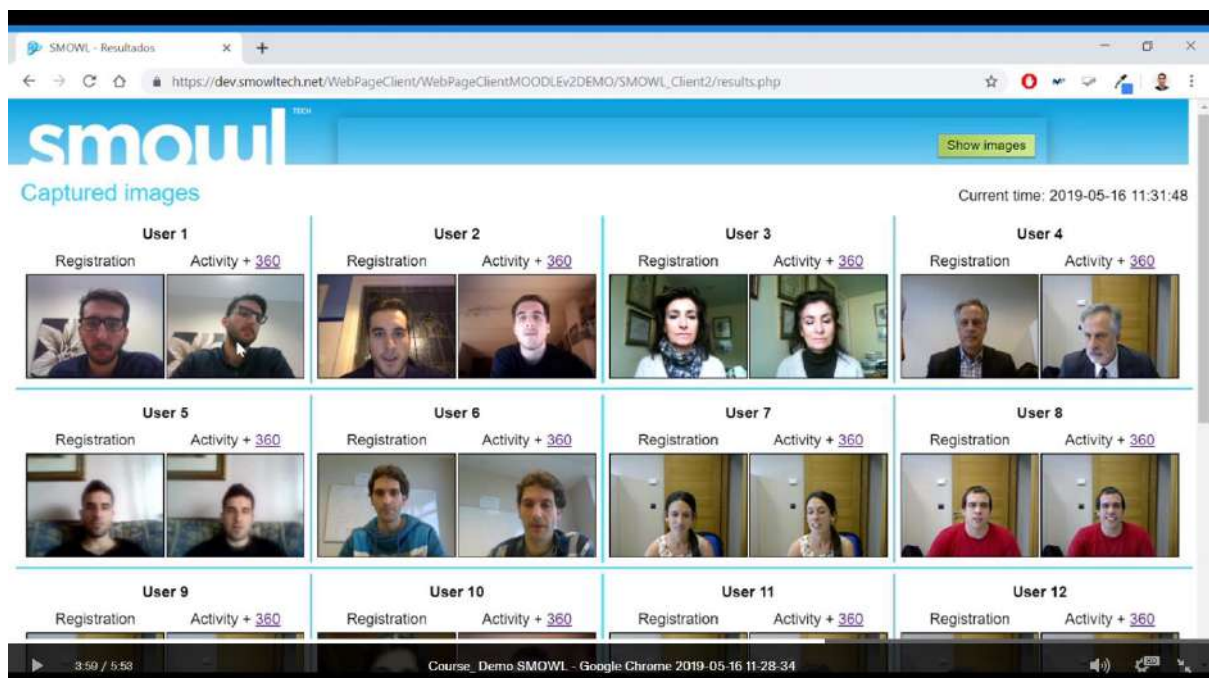 SMOWL - Resultados
https://dev.smowltech.net/WebPageClient/WebPageClientMOODLEv2DEMO/SMOWL_Client2/results.php
smowl TECH
Show images
Captured images
Current time: 2019-05-16 11:31:48
User 1 User 2 User 3 User 4
Registration Activity + 360 Registration Activity + 360 Registration Activity + 360 Registration Activity + 360
User 5 User 6 User 7 User 8
Registration Activity + 360 Registration Activity + 360 Registration Activity + 360 Registration Activity + 360
User 9 User 10 User 11 User 12
Registration Activity + 360 Registration Activity + 360 Registration Activity + 360 Registration Activity + 360
3:59 / 5:53
Course_Demo SMOWL - Google Chrome 2019-05-16 11-28-34